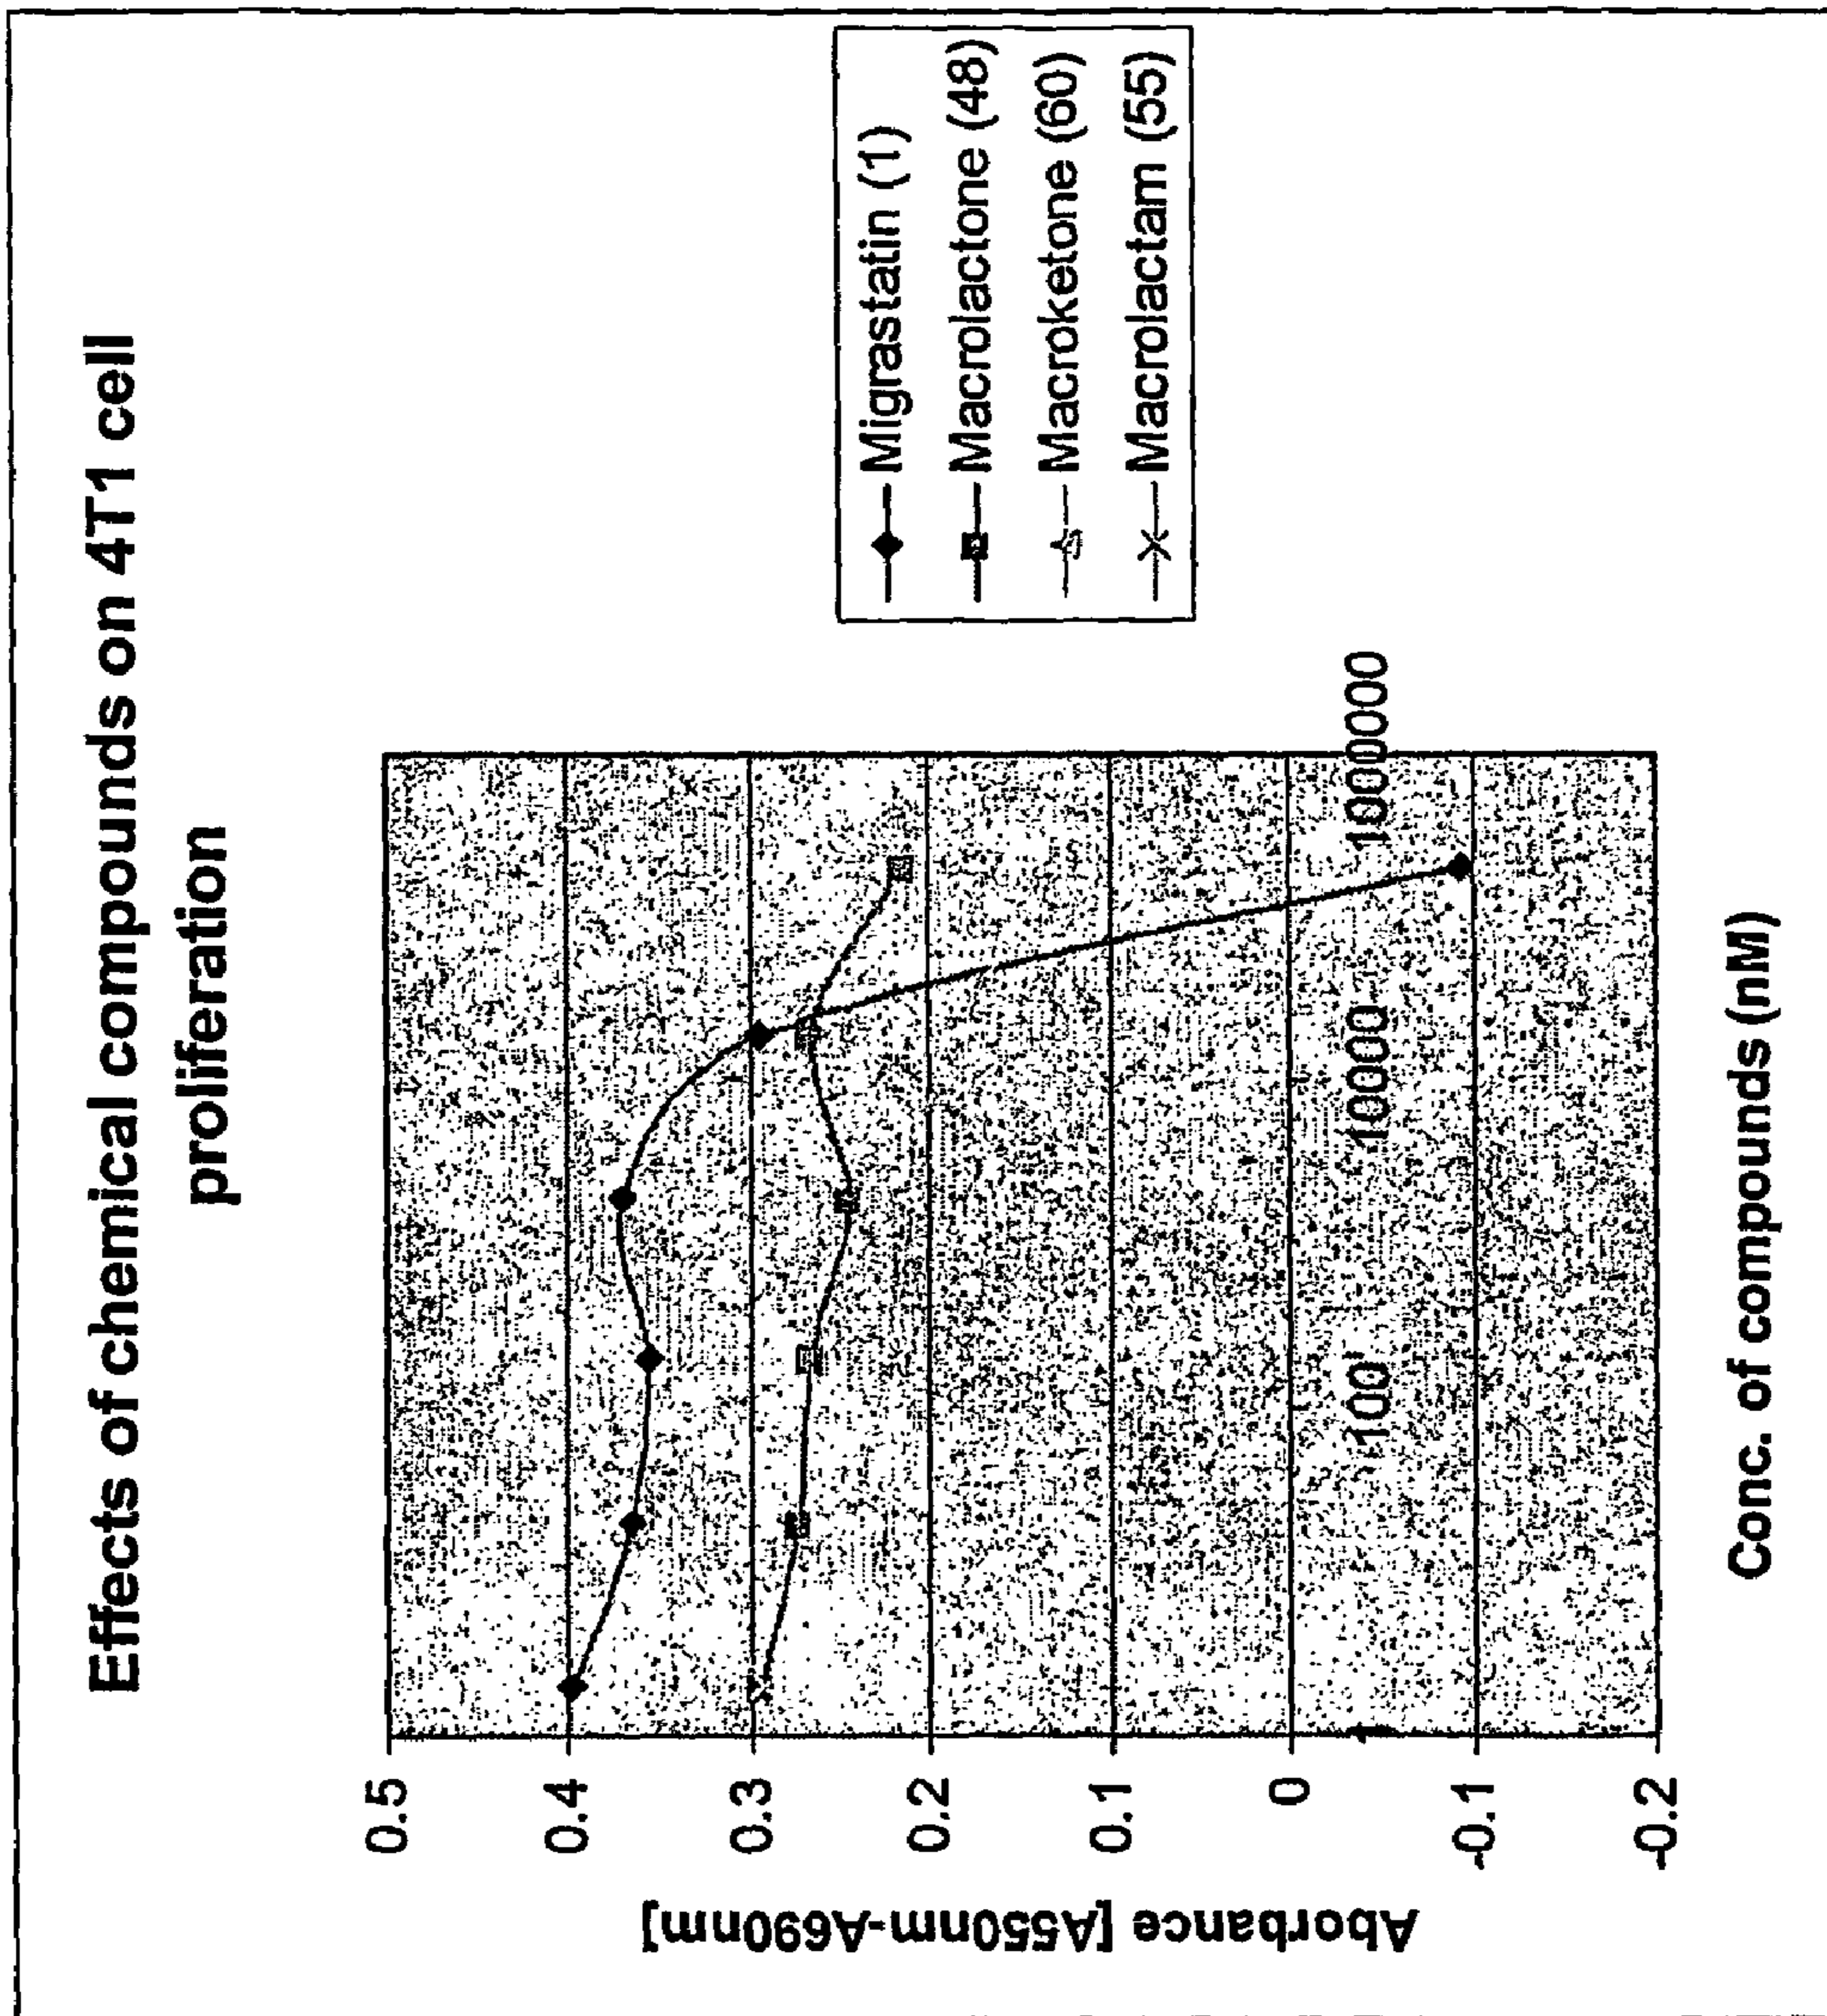 Effects of chemical compounds on 4T1 cell
proliferation
Aborbance [A550nm-A690nm]
0.5
0.4
0.3
0.2
0.1
0
-0.1
-0.2
1
100
10000
1000000
Conc. of compounds (nM)
Migrastatin (1)
Macrolactone (48)
Macroketone (60)
Macrolactam (55)